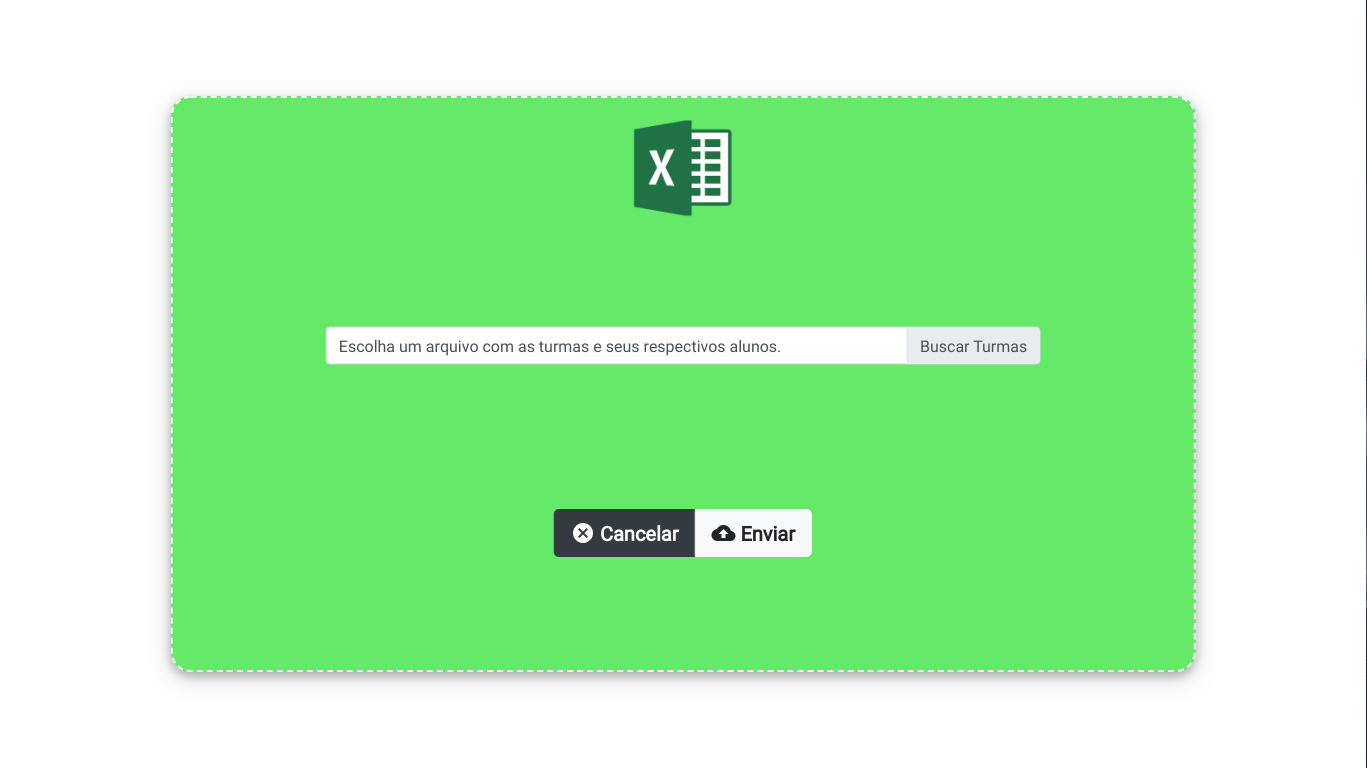 X
Escolha um arquivo com as turmas e seus respectivos alunos.
Buscar Turmas
Cancelar
Enviar